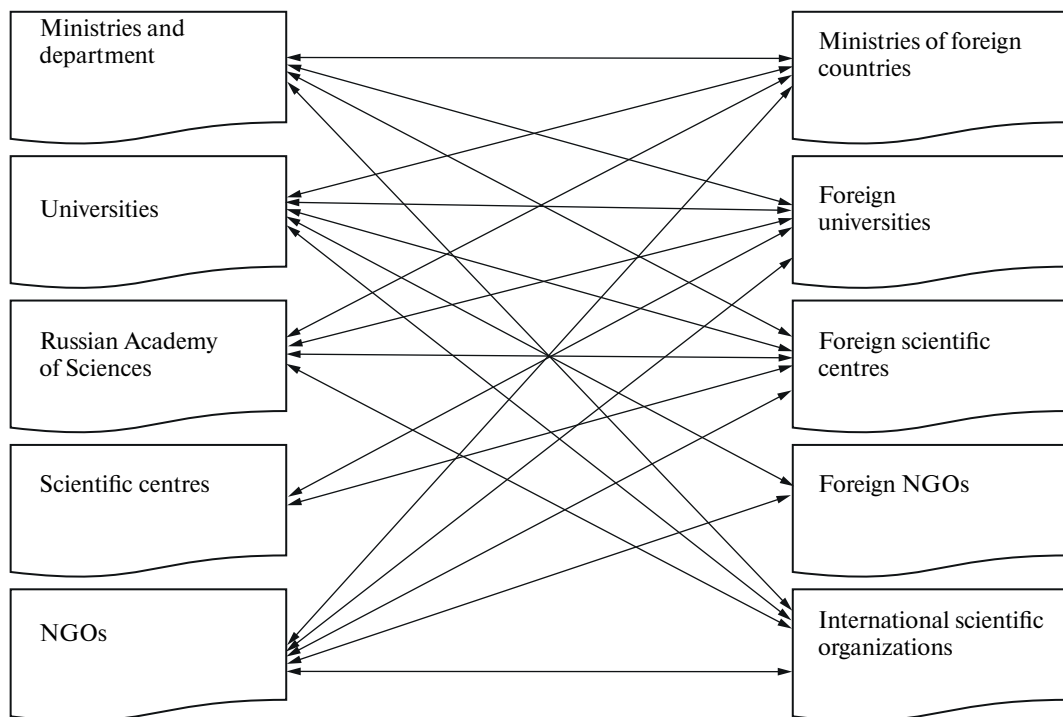 Ministries and
department
Universities
Russian Academy
of Sciences
Scientific centres
NGOs
Ministries of foreign
countries
Foreign
universities
Foreign scientific
centres
Foreign NGOs
International scientific
organizations